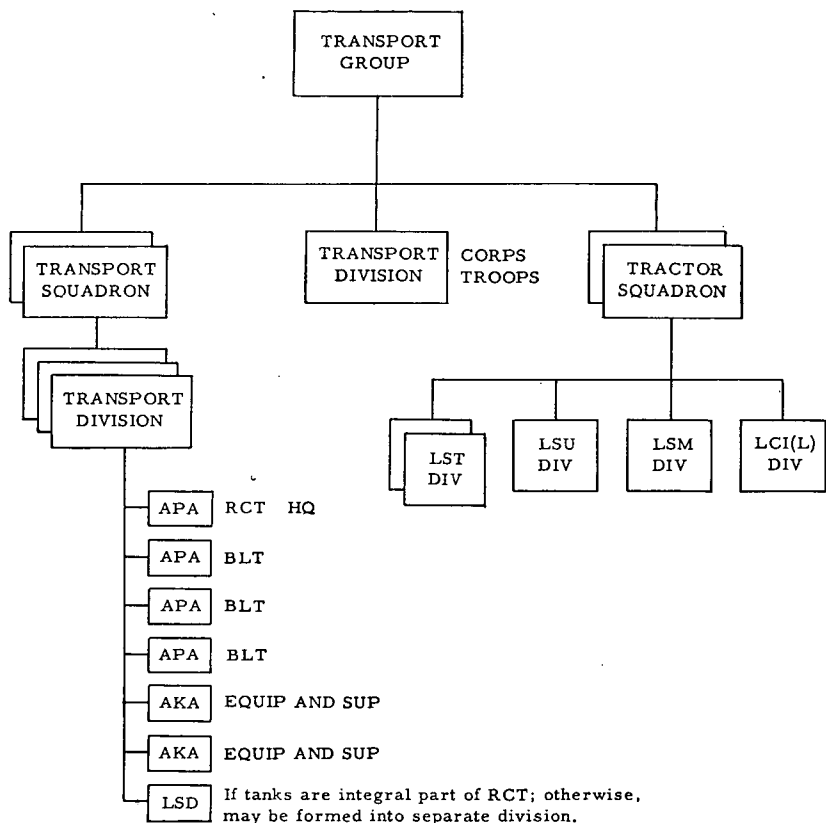 TRANSPORT
GROUP
TRANSPORT
SQUADRON
TRANSPORT
DIVISION
CORPS
TROOPS
TRACTOR
SQUADRON
TRANSPORT
DIVISION
LST
DIV
LSU
DIV
LSM
DIV
LCI(L)
DIV
APA RCT HQ
APA BLT
APA BLT
APA BLT
AKA EQUIP AND SUP
AKA EQUIP AND SUP
LSD If tanks are integral part of RCT; otherwise,
may be formed into separate division.